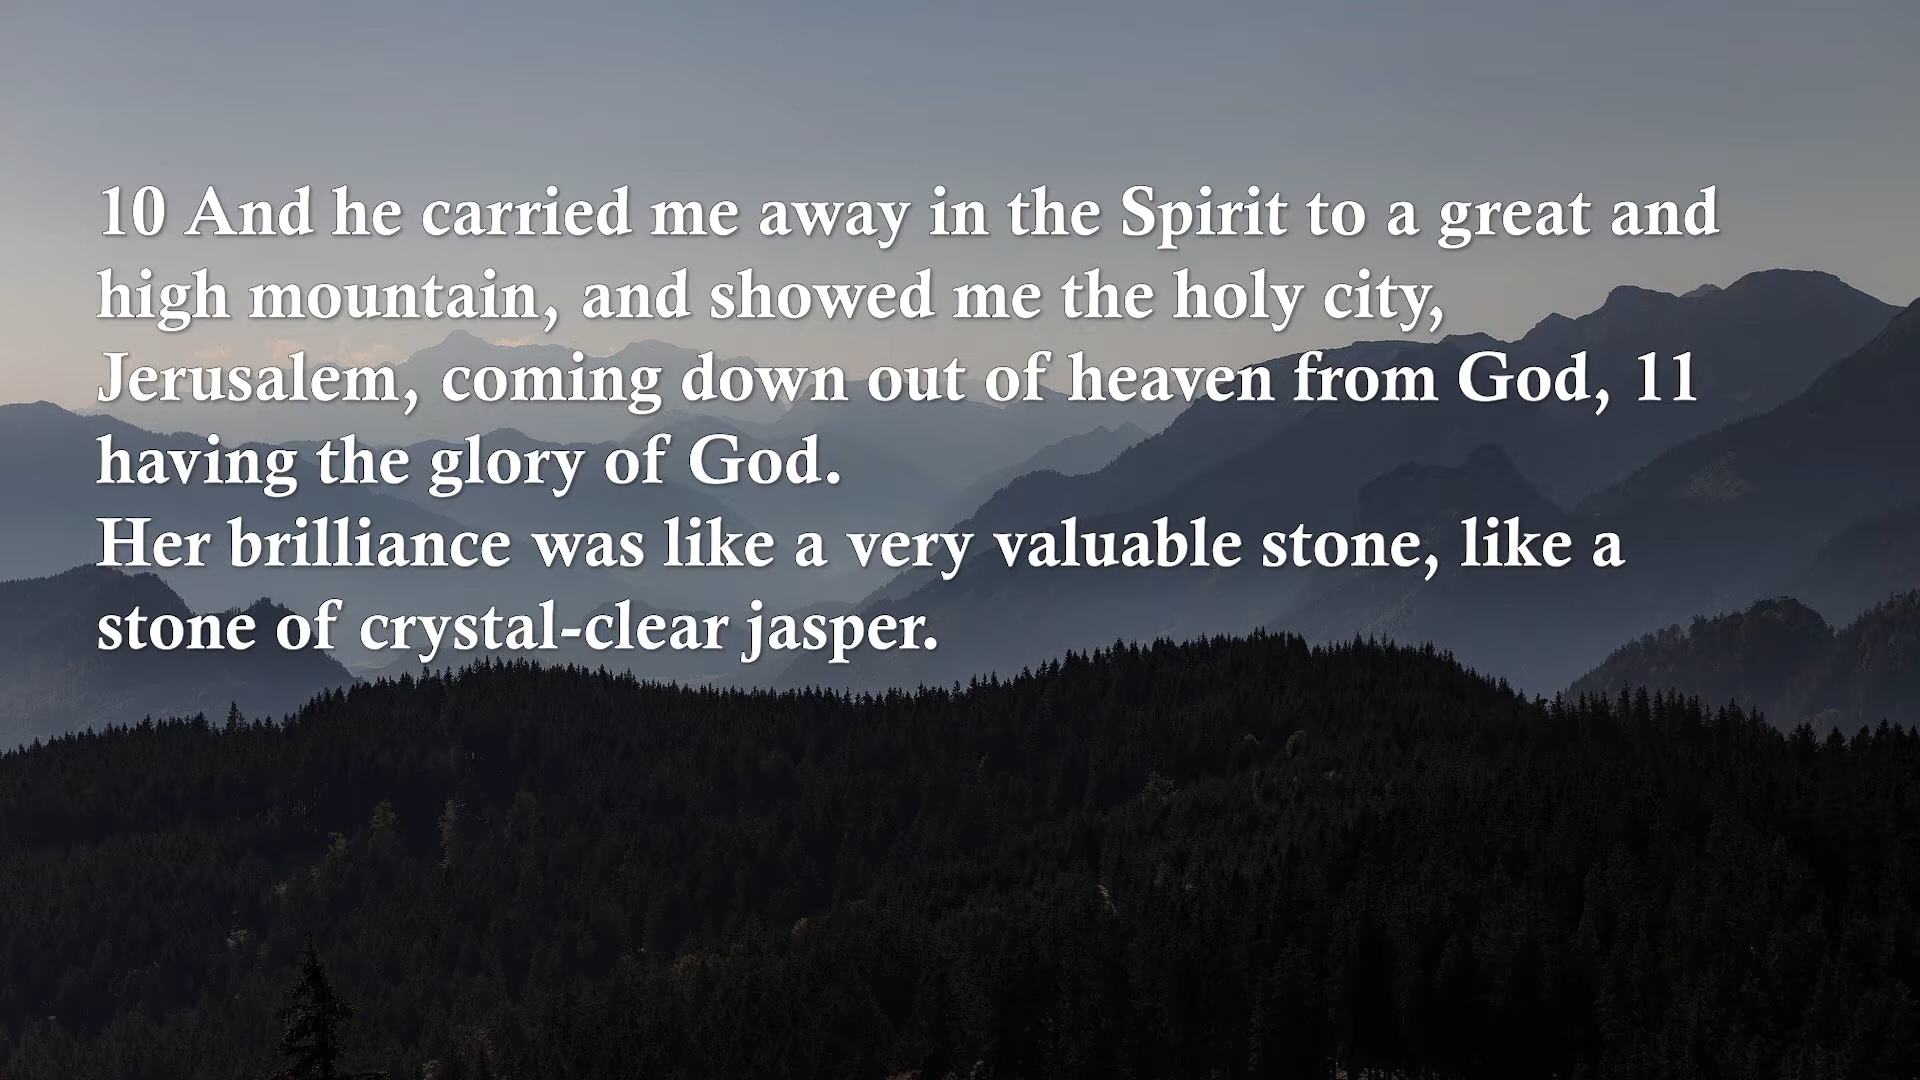 10 And he carried me away in the Spirit to a great and
high mountain, and showed me the holy city,
Jerusalem, coming down out of heaven from God, 11
having the glory of God.
Her brilliance was like a very valuable stone, like a
stone of crystal-clear jasper.